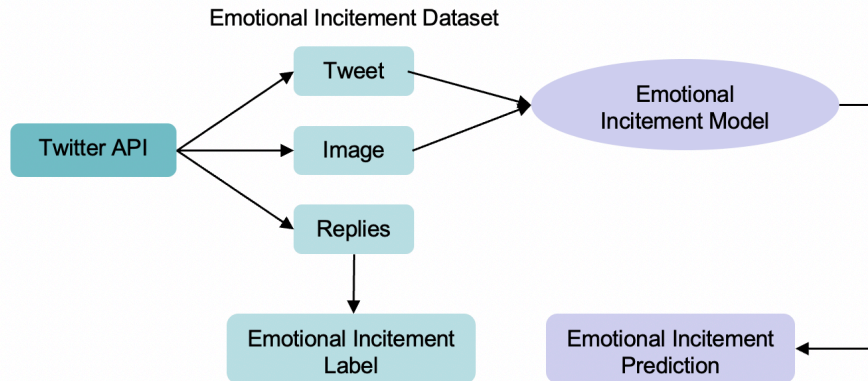 Emotional Incitement Dataset
Tweet
Emotional
Incitement Model
Twitter API
Image
Replies
Emotional Incitement
Label
Emotional Incitement
Prediction